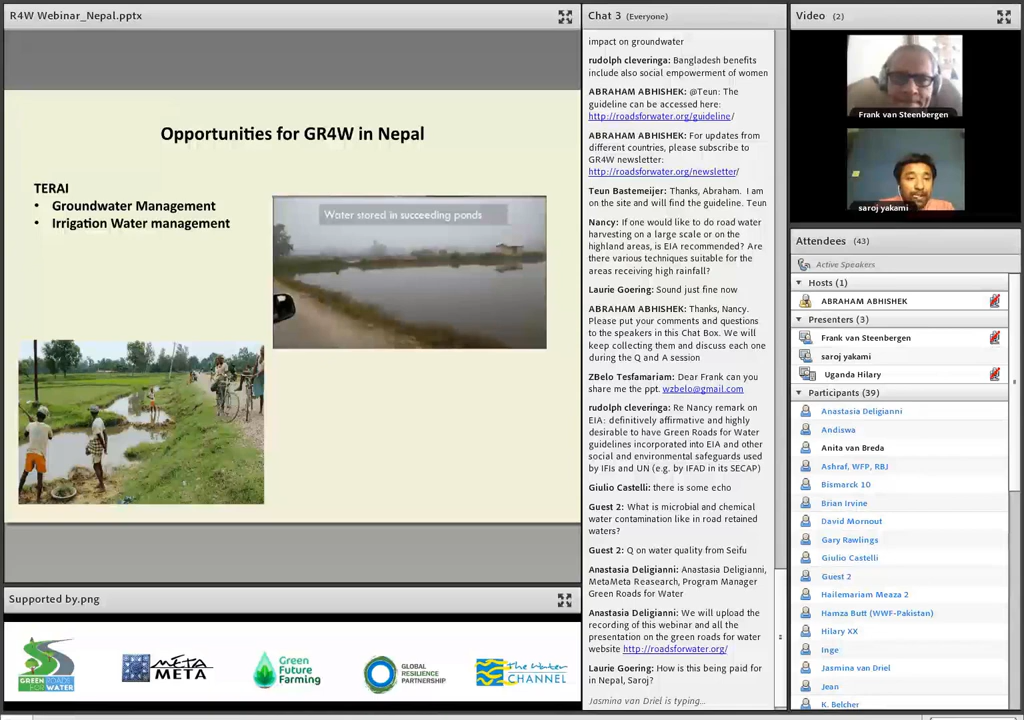 R4W Webinar_Nepal.pptx
Opportunities for GR4W in Nepal
TERAI
• Groundwater Management
• Irrigation Water management
Water stored in succeeding ponds
Supported by.png
GREEN ROADS
FOR WATER
META
META
Green
Future
Farming
GLOBAL
RESILIENCE
PARTNERSHIP
The Water
CHANNEL
Chat 3 (Everyone)
impact on groundwater
rudolph cleveringa: Bangladesh benefits
include also social empowerment of women
ABRAHAM ABHISHEK: @Teun: The
guideline can be accessed here:
http://roadsforwater.org/guideline/
ABRAHAM ABHISHEK: For updates from
different countries, please subscribe to
GR4W newsletter:
http://roadsforwater.org/newsletter/
Teun Bastemeijer: Thanks, Abraham. I am
on the site and will find the guideline. Teun
Nancy: If one would like to do road water
harvesting on a large scale or on the
highland areas, is EIA recommended? Are
there various techniques suitable for the
areas receiving high rainfall?
Laurie Goering: Sound just fine now
ABRAHAM ABHISHEK: Thanks, Nancy.
Please put your comments and questions
to the speakers in this Chat Box. We will
keep collecting them and discuss each one
during the Q and A session
ZBelo Tesfamariam: Dear Frank can you
share me the ppt. wzbelo@gmail.com
rudolph cleveringa: Re Nancy remark on
EIA: definitively affirmative and highly
desirable to have Green Roads for Water
guidelines incorporated into EIA and other
social and environmental safeguards used
by IFIs and UN (e.g. by IFAD in its SECAP)
Giulio Castelli: there is some echo
Guest 2: What is microbial and chemical
water contamination like in road retained
waters?
Guest 2: Q on water quality from Seifu
Anastasia Deligianni: Anastasia Deligianni,
MetaMeta Reasearch, Program Manager
Green Roads for Water
Anastasia Deligianni: We will upload the
recording of this webinar and all the
presentation on the green roads for water
website http://roadsforwater.org/
Laurie Goering: How is this being paid for
in Nepal, Saroj?
Jasmina van Driel is typing...
Video (2)
Frank van Steenbergen
saroj yakami
Attendees (43)
Active Speakers
Hosts (1)
ABRAHAM ABHISHEK
Presenters (3)
Frank van Steenbergen
saroj yakami
Uganda Hilary
Participants (39)
Anastasia Deligianni
Andiswa
Anita van Breda
Ashraf, WFP, RBJ
Bismarck 10
Brian Irvine
David Mornout
Gary Rawlings
Giulio Castelli
Guest 2
Hailemariam Meaza 2
Hamza Butt (WWF-Pakistan)
Hilary XX
Inge
Jasmina van Driel
Jean
K. Belcher